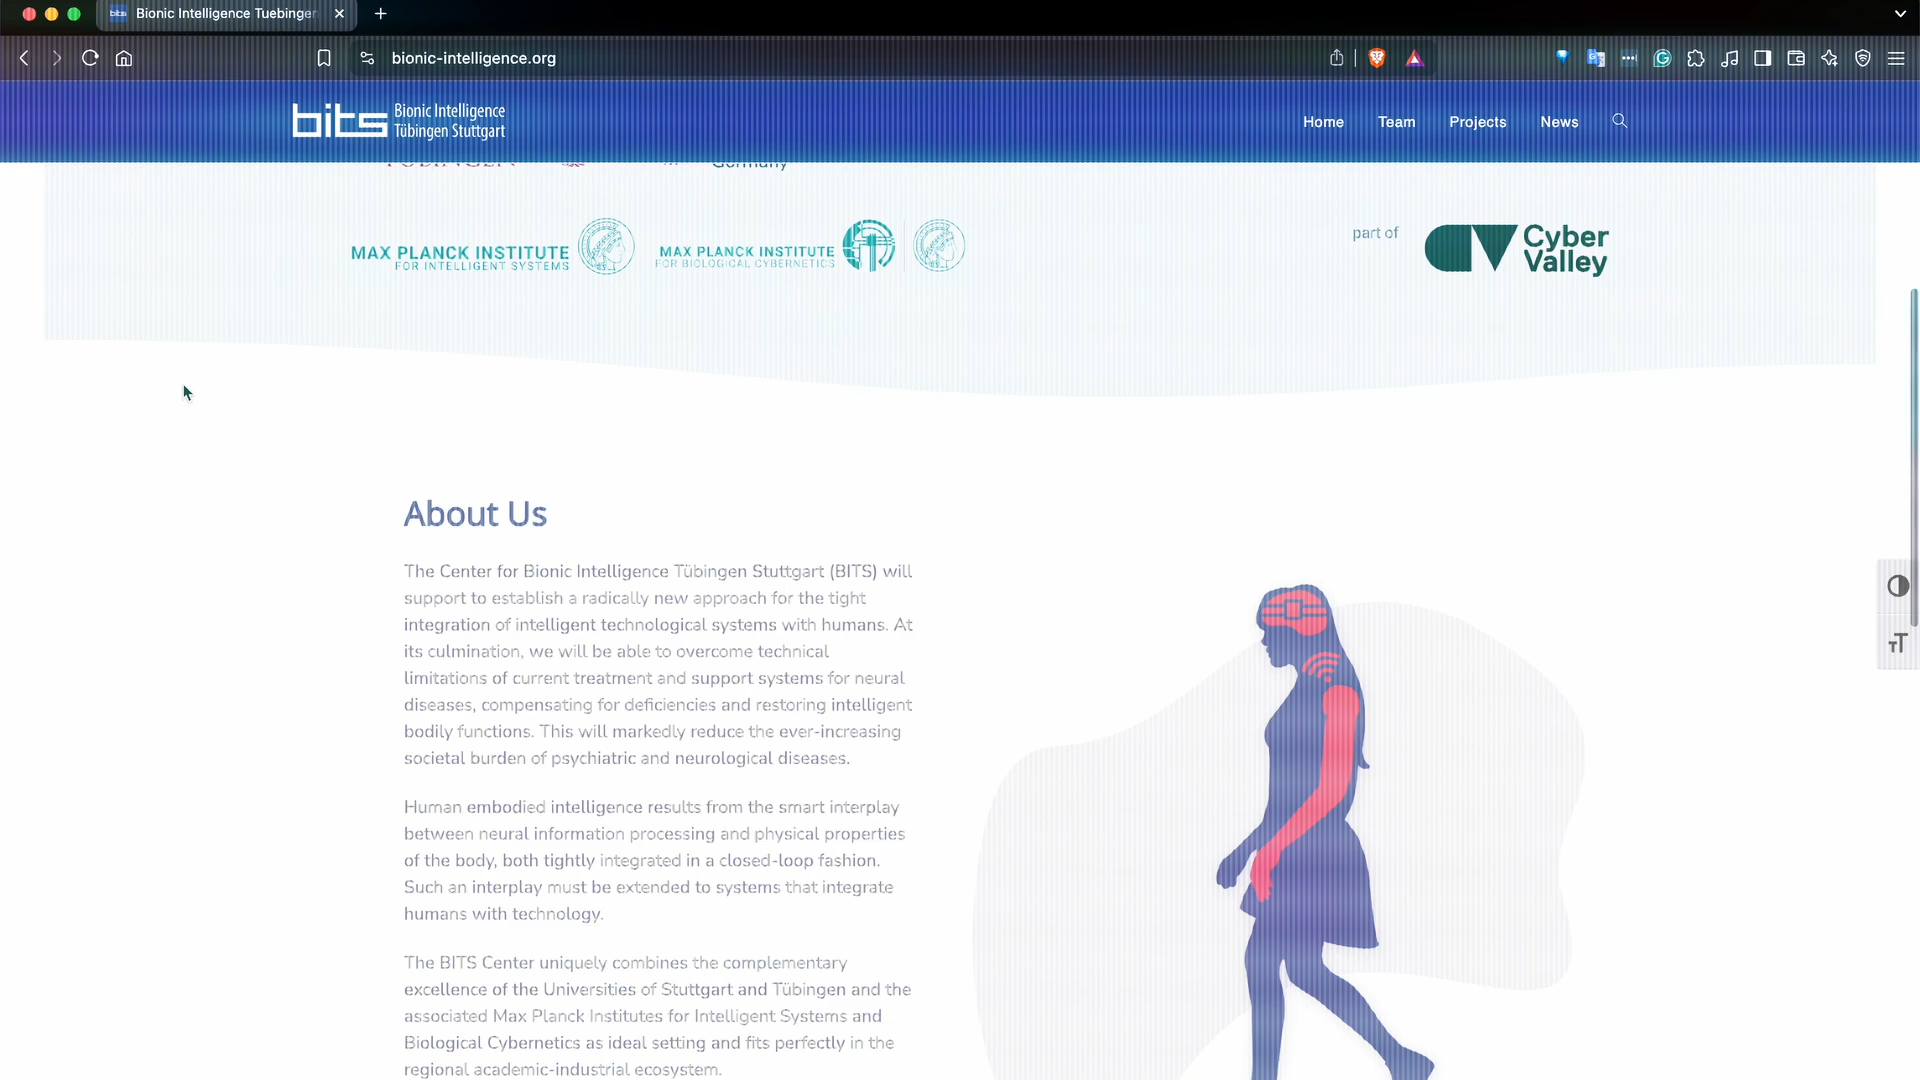 Bionic Intelligence Tuebinger
bionic-intelligence.org
bits Bionic Intelligence
Tübingen Stuttgart
Home Team Projects News
Germany
MAX PLANCK INSTITUTE
FOR INTELLIGENT SYSTEMS
MAX PLANCK INSTITUTE
FOR BIOLOGICAL CYBERNETICS
part of
Cyber
Valley
About Us
The Center for Bionic Intelligence Tübingen Stuttgart (BITS) will
support to establish a radically new approach for the tight
integration of intelligent technological systems with humans. At
its culmination, we will be able to overcome technical
limitations of current treatment and support systems for neural
diseases, compensating for deficiencies and restoring intelligent
bodily functions. This will markedly reduce the ever-increasing
societal burden of psychiatric and neurological diseases.
Human embodied intelligence results from the smart interplay
between neural information processing and physical properties
of the body, both tightly integrated in a closed-loop fashion.
Such an interplay must be extended to systems that integrate
humans with technology.
The BITS Center uniquely combines the complementary
excellence of the Universities of Stuttgart and Tübingen and the
associated Max Planck Institutes for Intelligent Systems and
Biological Cybernetics as ideal setting and fits perfectly in the
regional academic-industrial ecosystem.